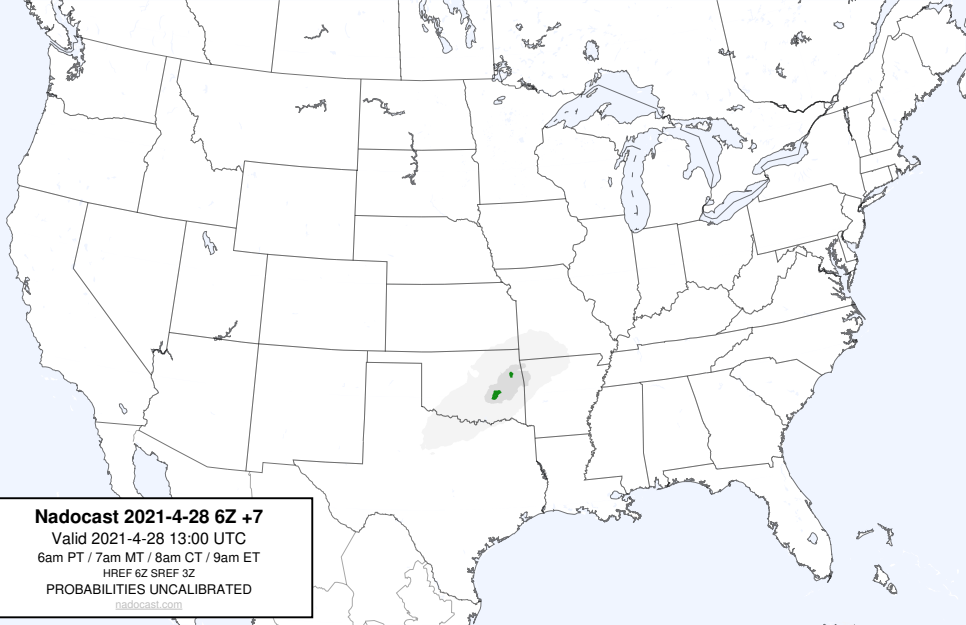 Nadocast 2021-4-28 6Z +7
Valid 2021-4-28 13:00 UTC
6am PT / 7am MT / 8am CT / 9am ET
HREF 6Z SREF 3Z
PROBABILITIES UNCALIBRATED
nadocast.com